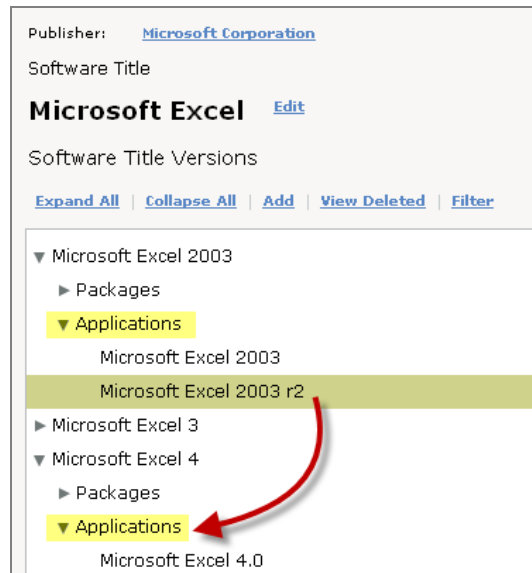 Publisher: Microsoft Corporation
Software Title
Microsoft Excel Edit
Software Title Versions
Expand All | Collapse All | Add | View Deleted | Filter
Microsoft Excel 2003
Packages
Applications
Microsoft Excel 2003
Microsoft Excel 2003 r2
Microsoft Excel 3
Microsoft Excel 4
Packages
Applications
Microsoft Excel 4.0